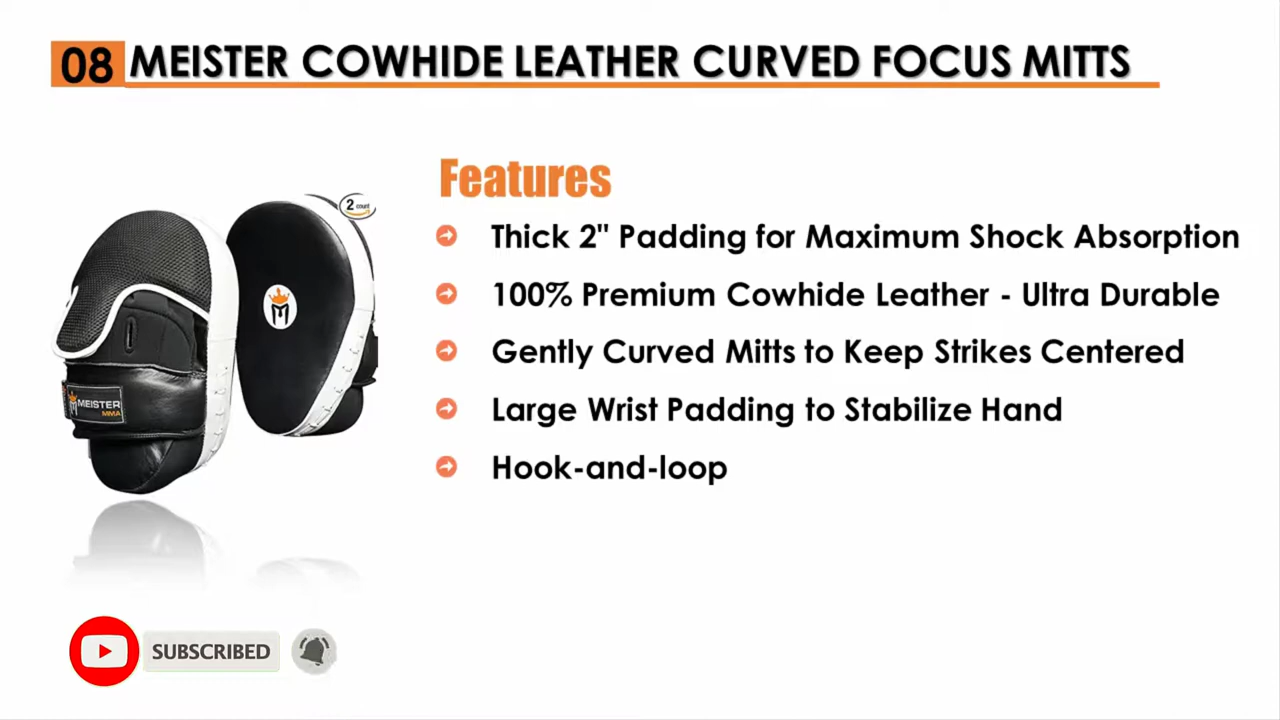 08 MEISTER COWHIDE LEATHER CURVED FOCUS MITTS
Features
2 count
Thick 2" Padding for Maximum Shock Absorption
100% Premium Cowhide Leather - Ultra Durable
Gently Curved Mitts to Keep Strikes Centered
Large Wrist Padding to Stabilize Hand
Hook-and-loop
M
MEISTER
MMA
SUBSCRIBED